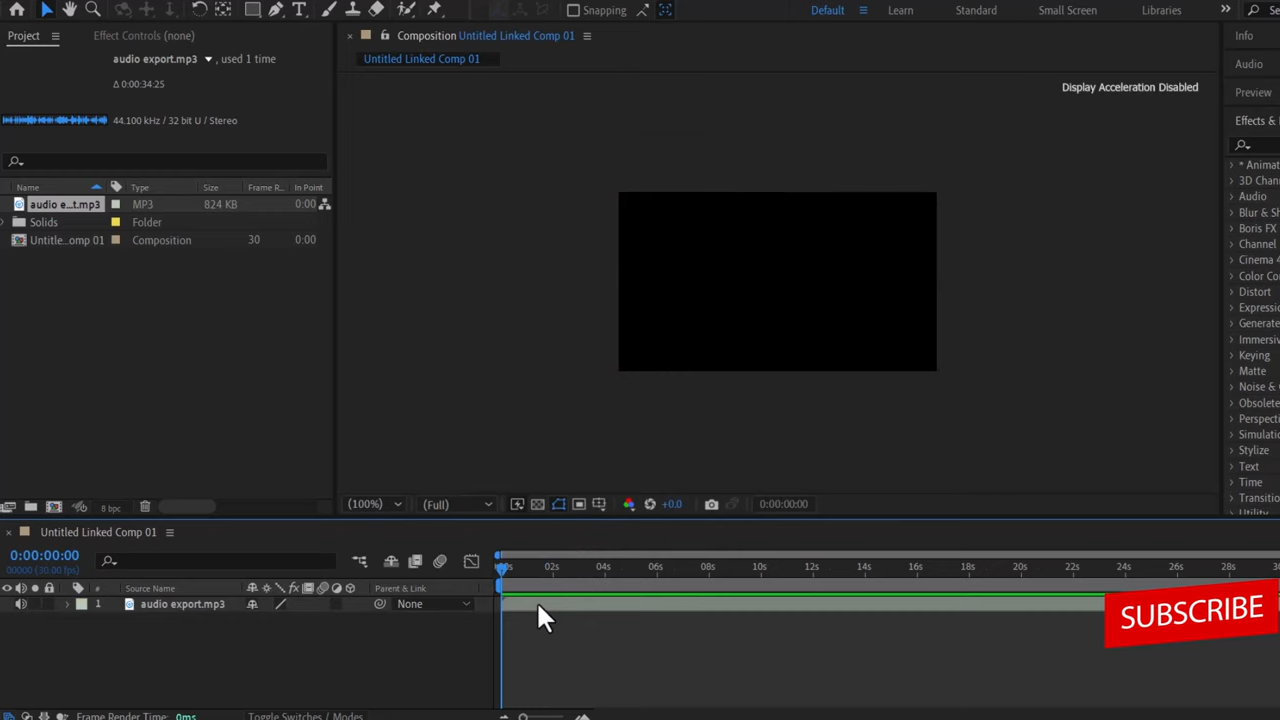 Snapping
Default
Learn
Standard
Small Screen
Libraries
Project
Effect Controls (none)
audio export.mp3 ▼ , used 1 time
Δ 0:00:34:25
44.100 kHz / 32 bit U / Stereo
Name
Type
Size
Frame R...
In Point
audio e...t.mp3
MP3
824 KB
0:00
Solids
Folder
Untitle...omp 01
Composition
30
0:00
8 bpc
Composition Untitled Linked Comp 01
Untitled Linked Comp 01
Display Acceleration Disabled
(100%)
(Full)
+0.0
0:00:00:00
Info
Audio
Preview
Effects &
* Animat
3D Chan
Audio
Blur & S
Boris FX
Channel
Cinema 4
Color Co
Distort
Expressi
Generate
Immersiv
Keying
Matte
Noise &
Obsolete
Perspecti
Simulatio
Stylize
Text
Time
Transitio
Utility
Untitled Linked Comp 01
0:00:00:00
00000 (30.00 fps)
# Source Name
fx
Parent & Link
1 audio export.mp3
None
02s 04s 06s 08s 10s 12s 14s 16s 18s 20s 22s 24s 26s 28s
SUBSCRIBE
Frame Render Time: 0ms
Toggle Switches / Modes